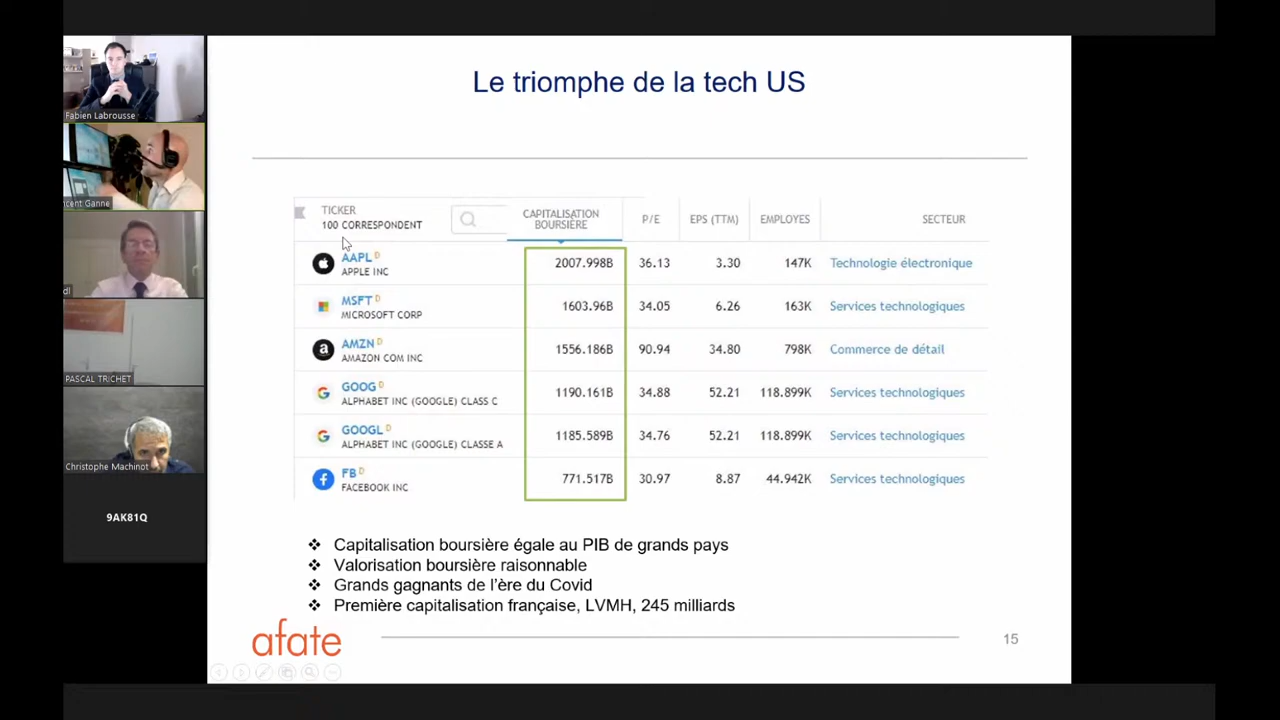 Le triomphe de la tech US
Fabien Labrousse
ncent Ganne
dl
PASCAL TRICHET
Christophe Machinot
9AK81Q
TICKER
100 CORRESPONDENT
CAPITALISATION
BOURSIÈRE
P/E
EPS (TTM)
EMPLOYES
SECTEUR
AAPL D
APPLE INC
2007.998B 36.13 3.30 147K Technologie électronique
MSFT D
MICROSOFT CORP
1603.96B 34.05 6.26 163K Services technologiques
AMZN D
AMAZON COM INC
1556.186B 90.94 34.80 798K Commerce de détail
GOOG D
ALPHABET INC (GOOGLE) CLASS C
1190.161B 34.88 52.21 118.899K Services technologiques
GOOGL D
ALPHABET INC (GOOGLE) CLASSE A
1185.589B 34.76 52.21 118.899K Services technologiques
FB D
FACEBOOK INC
771.517B 30.97 8.87 44.942K Services technologiques
❖ Capitalisation boursière égale au PIB de grands pays
❖ Valorisation boursière raisonnable
❖ Grands gagnants de l'ère du Covid
❖ Première capitalisation française, LVMH, 245 milliards
afate
15